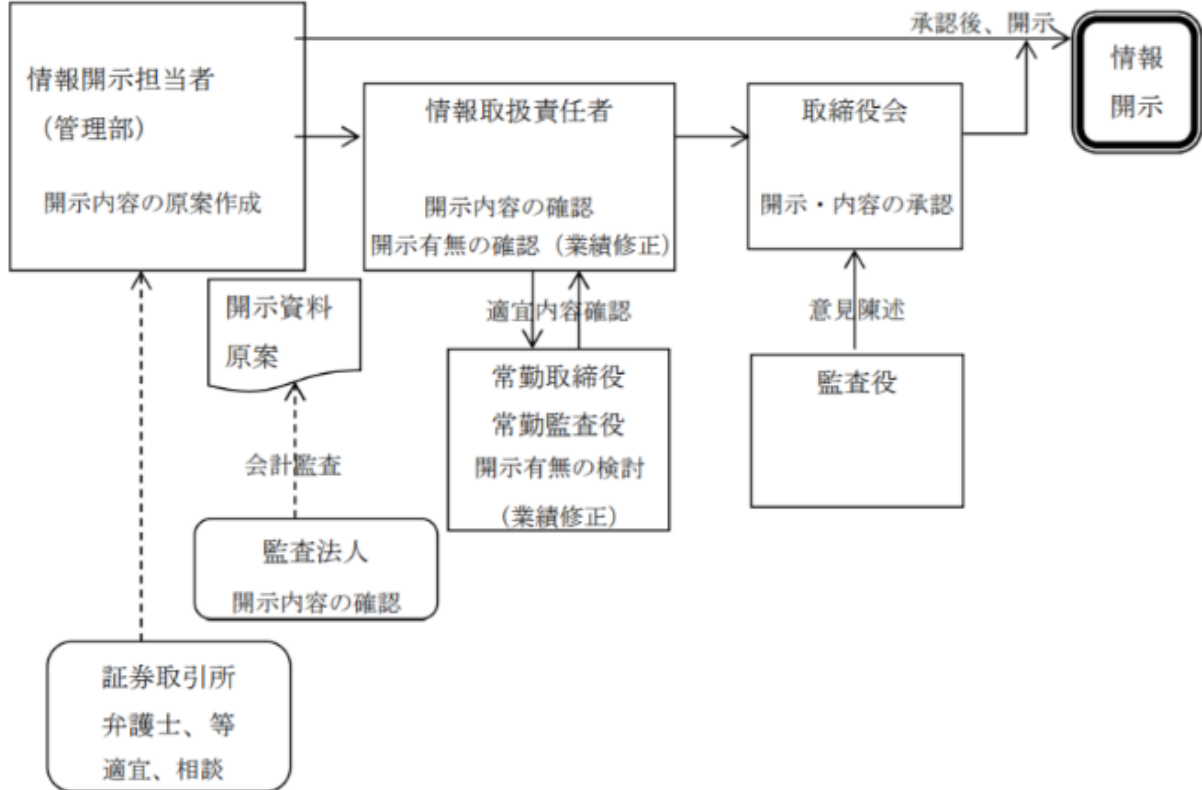 承認後、開示
情報
開示
情報開示担当者
（管理部）
開示内容の原案作成
情報取扱責任者
開示内容の確認
開示有無の確認（業績修正）
取締役会
開示・内容の承認
開示資料
原案
適宜内容確認
意見陳述
常勤取締役
常勤監査役
開示有無の検討
（業績修正）
監査役
会計監査
監査法人
開示内容の確認
証券取引所
弁護士、等
適宜、相談